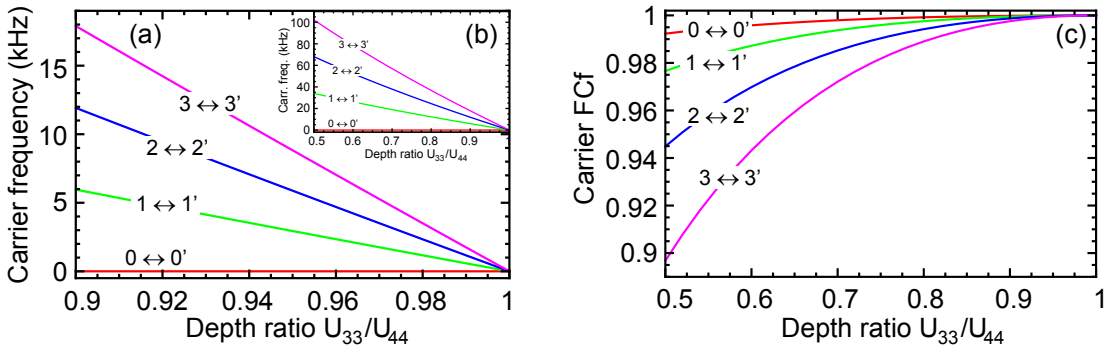 (a)
Carrier frequency (kHz)
15
10
5
0
3 ↔ 3'
2 ↔ 2'
1 ↔ 1'
0 ↔ 0'
0.9 0.92 0.94 0.96 0.98 1
Depth ratio U33/U44
(b)
Carr. freq. (kHz)
100
80
60
40
20
0
3 ↔ 3'
2 ↔ 2'
1 ↔ 1'
0 ↔ 0'
0.5 0.6 0.7 0.8 0.9 1
Depth ratio U33/U44
(c)
Carrier FCf
1
0.98
0.96
0.94
0.92
0.9
0 ↔ 0'
1 ↔ 1'
2 ↔ 2'
3 ↔ 3'
0.5 0.6 0.7 0.8 0.9 1
Depth ratio U33/U44